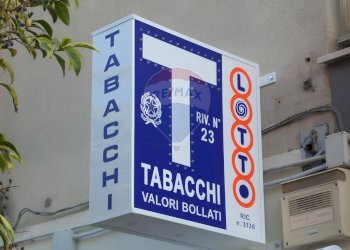 TABACCHI
T
RIV. N°
23
TABACCHI
VALORI BOLLATI
LOTTO
RIC.
n. 3136
RE/MAX